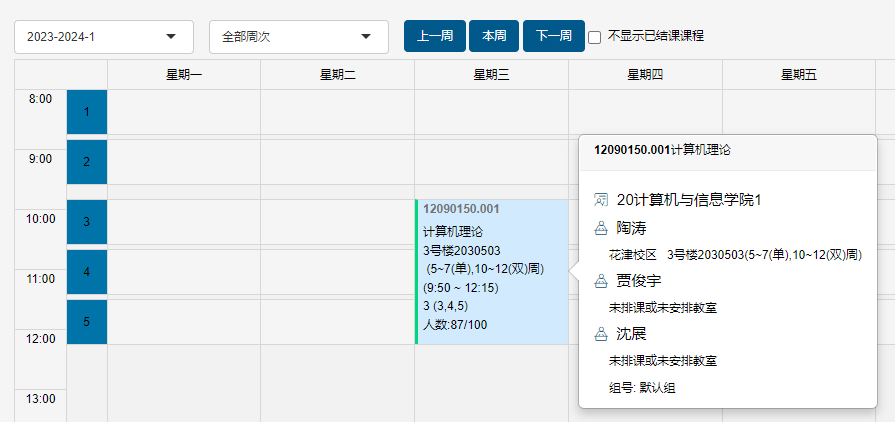 2023-2024-1 全部周次 上一周 本周 下一周 不显示已结课课程
星期一 星期二 星期三 星期四 星期五
8:00
1
9:00
2
10:00
3
11:00
4
12:00
5
13:00
12090150.001
计算机理论
3号楼2030503
(5~7(单),10~12(双)周)
(9:50 ~ 12:15)
3 (3,4,5)
人数:87/100
12090150.001计算机理论
20计算机与信息学院1
陶涛
花津校区 3号楼2030503(5~7(单),10~12(双)周)
贾俊宇
未排课或未安排教室
沈展
未排课或未安排教室
组号: 默认组